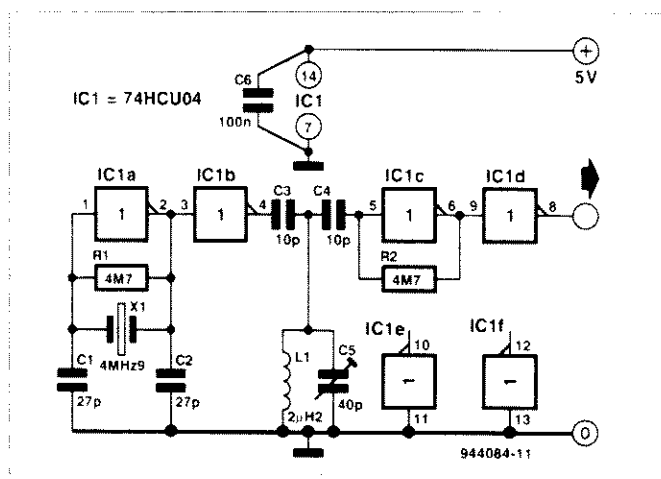 +
5V
C6
14
IC1 = 74HCU04
IC1
100n
7
IC1a
IC1b
C3
C4
IC1c
IC1d
1
1
2
3
1
4
5
1
6
9
1
8
10p
10p
R1
4M7
R2
4M7
X1
4MHz9
C1
27p
C2
27p
L1
2µH2
C5
40p
IC1e
10
1
11
IC1f
12
1
13
0
944084-11